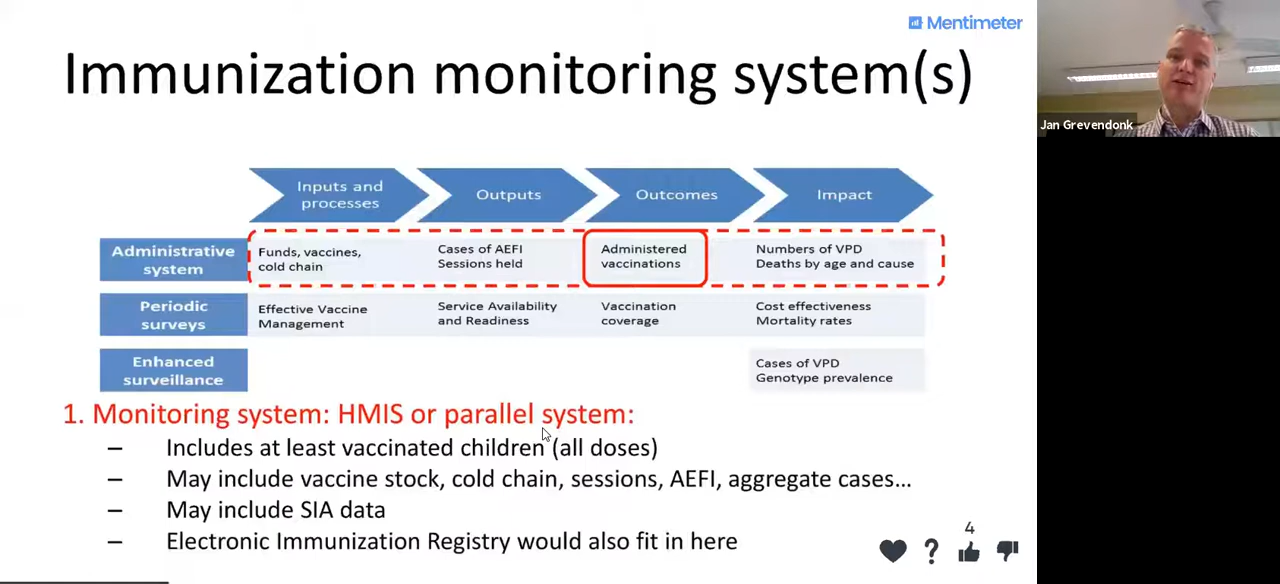 Mentimeter
Immunization monitoring system(s)
Jan Grevendonk
Inputs and
processes
Outputs
Outcomes
Impact
Administrative
system
Funds, vaccines,
cold chain
Cases of AEFI
Sessions held
Administered
vaccinations
Numbers of VPD
Deaths by age and cause
Periodic
surveys
Effective Vaccine
Management
Service Availability
and Readiness
Vaccination
coverage
Cost effectiveness
Mortality rates
Enhanced
surveillance
Cases of VPD
Genotype prevalence
1. Monitoring system: HMIS or parallel system:
– Includes at least vaccinated children (all doses)
– May include vaccine stock, cold chain, sessions, AEFI, aggregate cases…
– May include SIA data
– Electronic Immunization Registry would also fit in here
?
4